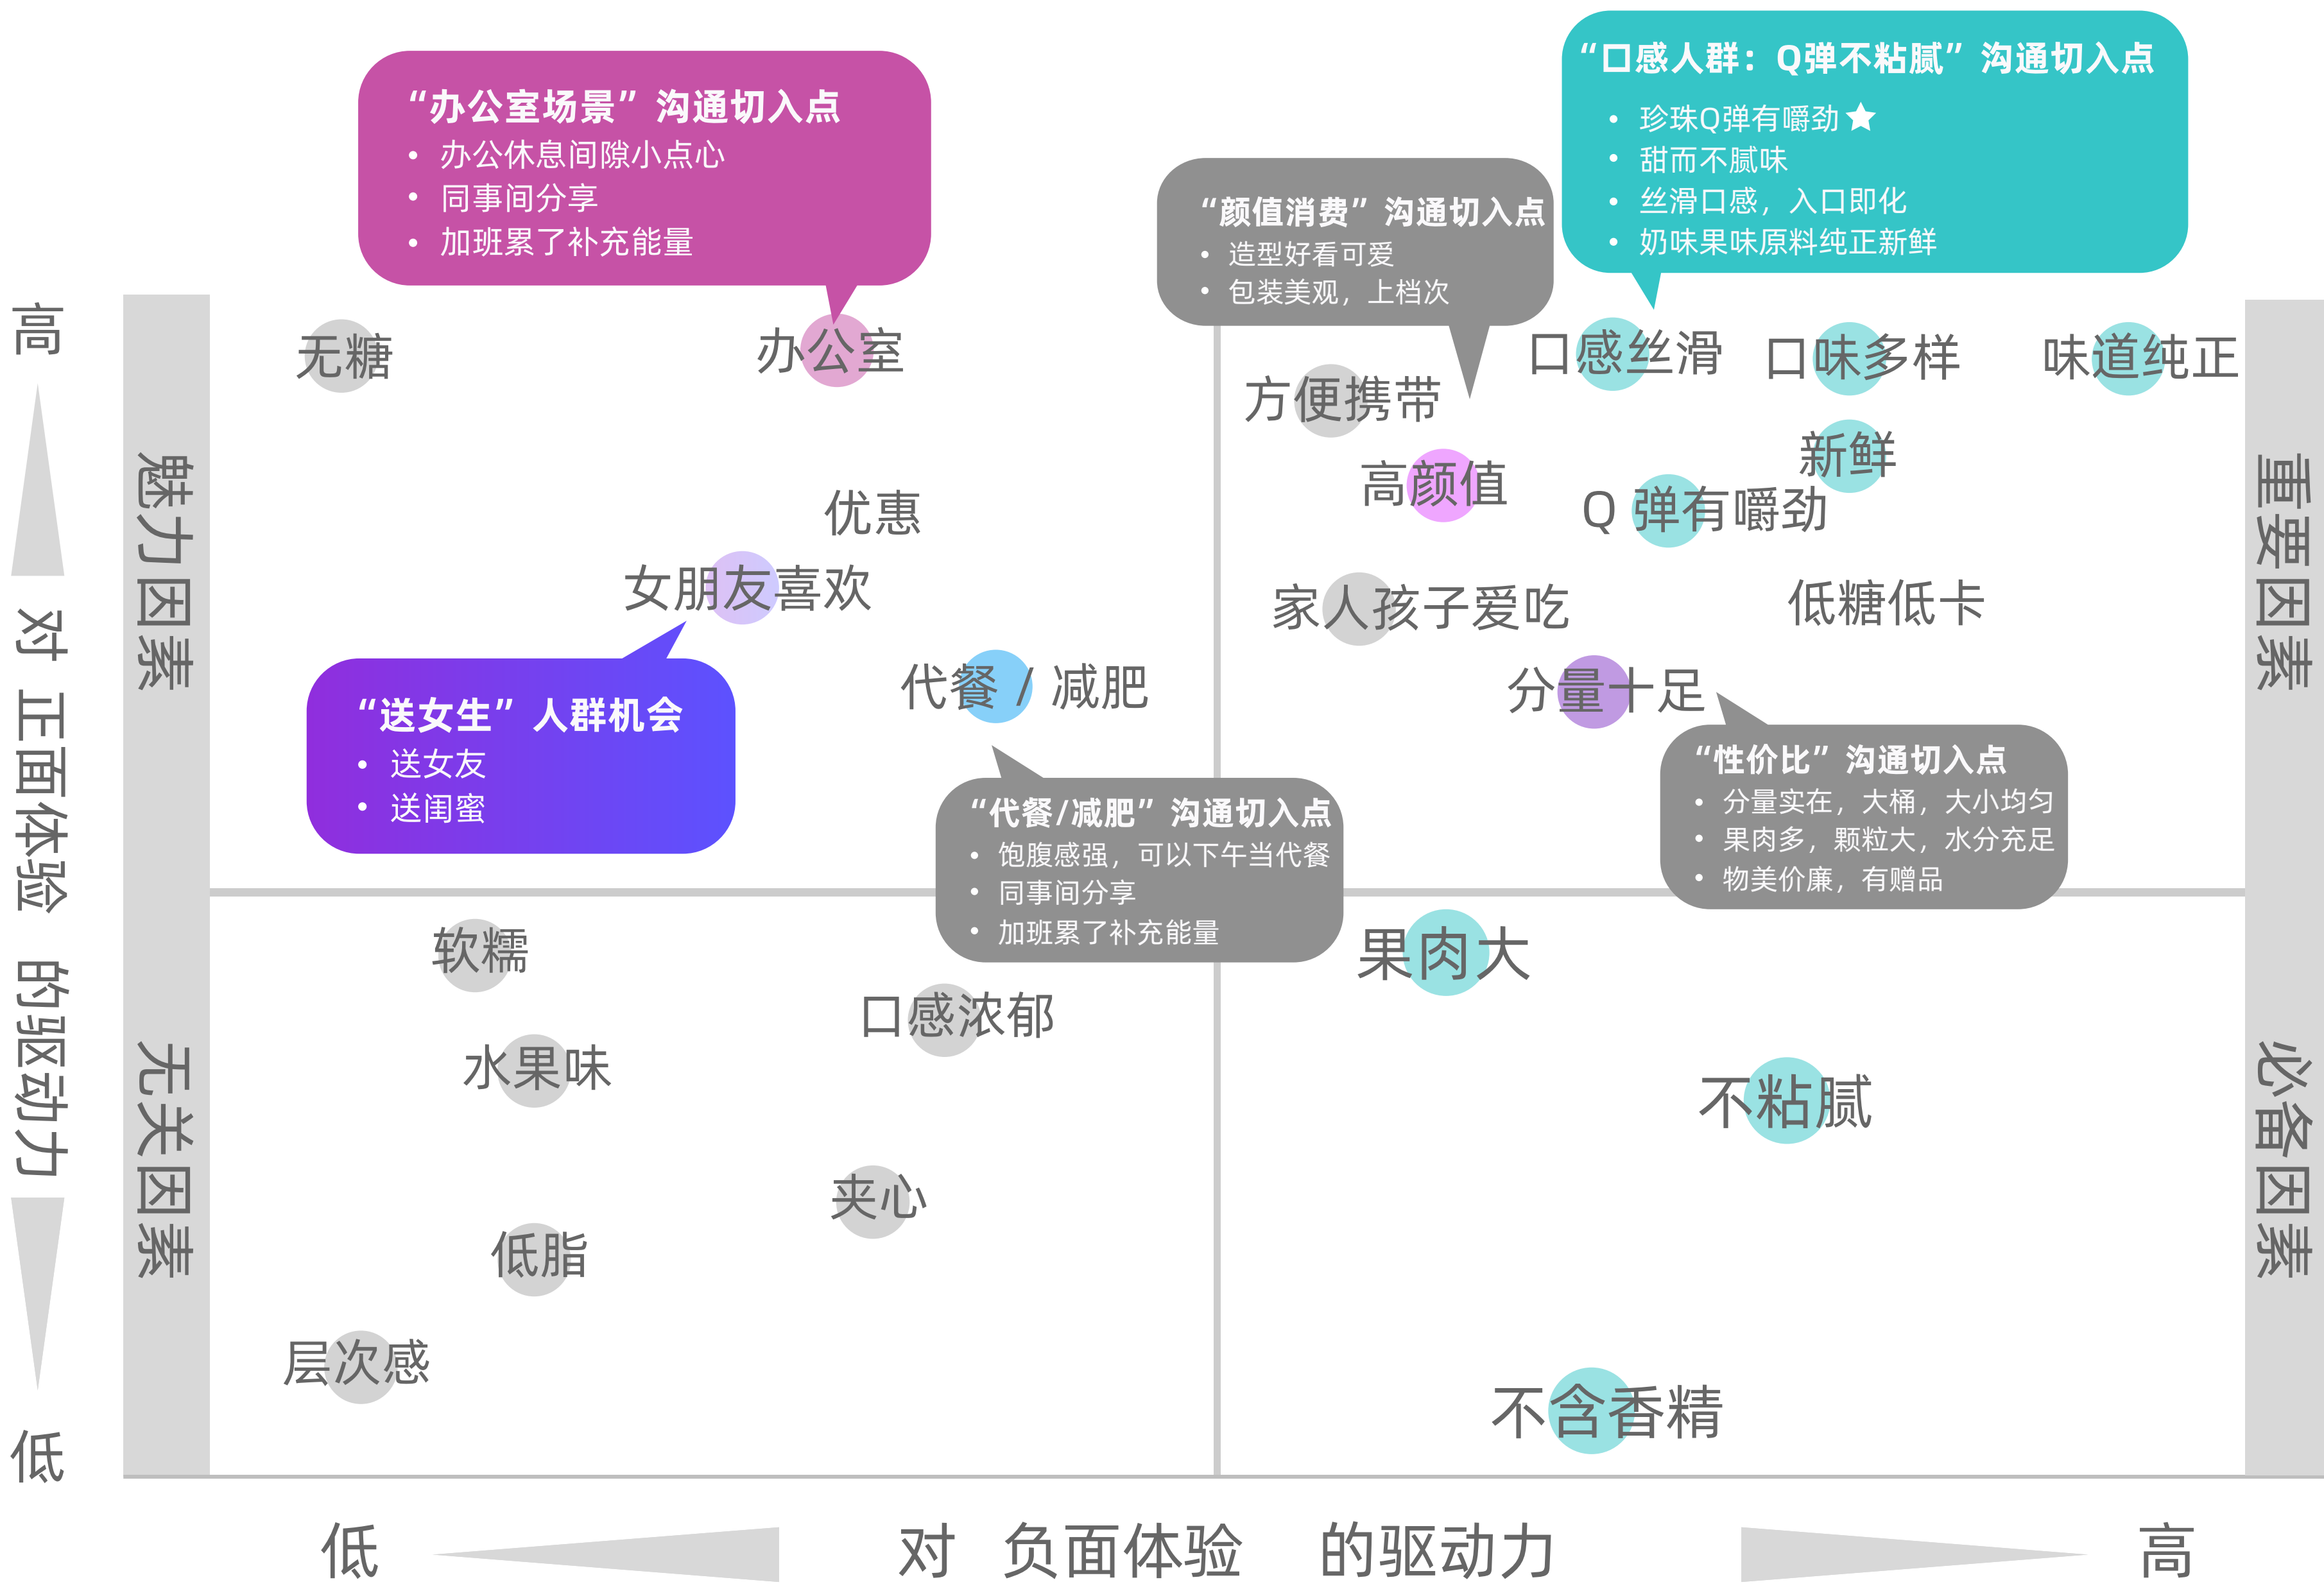 “办公室场景”沟通切入点
• 办公休息间隙小点心
• 同事间分享
• 加班累了补充能量
“颜值消费”沟通切入点
• 造型好看可爱
• 包装美观，上档次
“口感人群：Q弹不粘腻”沟通切入点
• 珍珠Q弹有嚼劲
• 甜而不腻味
• 丝滑口感，入口即化
• 奶味果味原料纯正新鲜
高
对 正面体验 的驱动力
低
魅力因素
无关因素
无糖
办公室
优惠
女朋友喜欢
代餐 / 减肥
“送女生”人群机会
• 送女友
• 送闺蜜
“代餐/减肥”沟通切入点
• 饱腹感强，可以下午当代餐
• 同事间分享
• 加班累了补充能量
方便携带
口感丝滑
口味多样
味道纯正
高颜值
新鲜
Q 弹有嚼劲
家人孩子爱吃
低糖低卡
分量十足
“性价比”沟通切入点
• 分量实在，大桶，大小均匀
• 果肉多，颗粒大，水分充足
• 物美价廉，有赠品
重要因素
必备因素
软糯
口感浓郁
水果味
夹心
低脂
层次感
果肉大
不粘腻
不含香精
低
对 负面体验 的驱动力
高